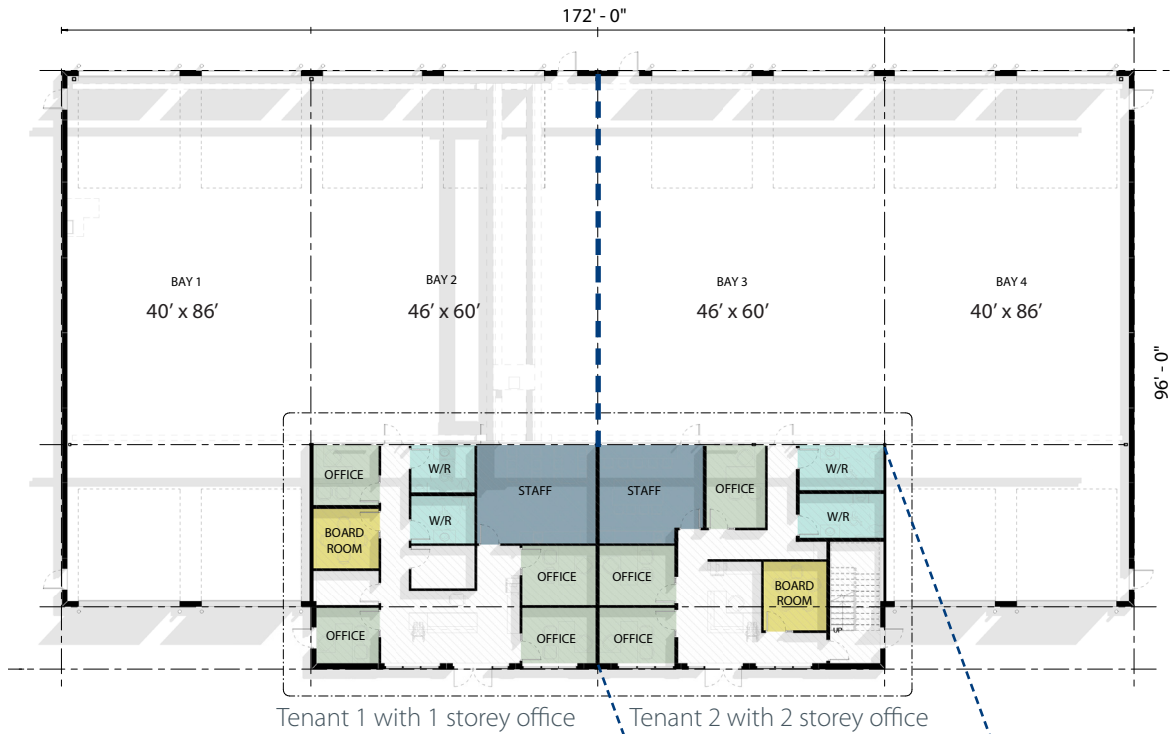 172' - 0"
BAY 1
40’ x 86’
BAY 2
46’ x 60’
BAY 3
46’ x 60’
BAY 4
40’ x 86’
96' - 0"
OFFICE
W/R
STAFF
STAFF
OFFICE
W/R
W/R
W/R
BOARD
ROOM
OFFICE
OFFICE
BOARD
ROOM
OFFICE
OFFICE
OFFICE
UP
Tenant 1 with 1 storey office
Tenant 2 with 2 storey office